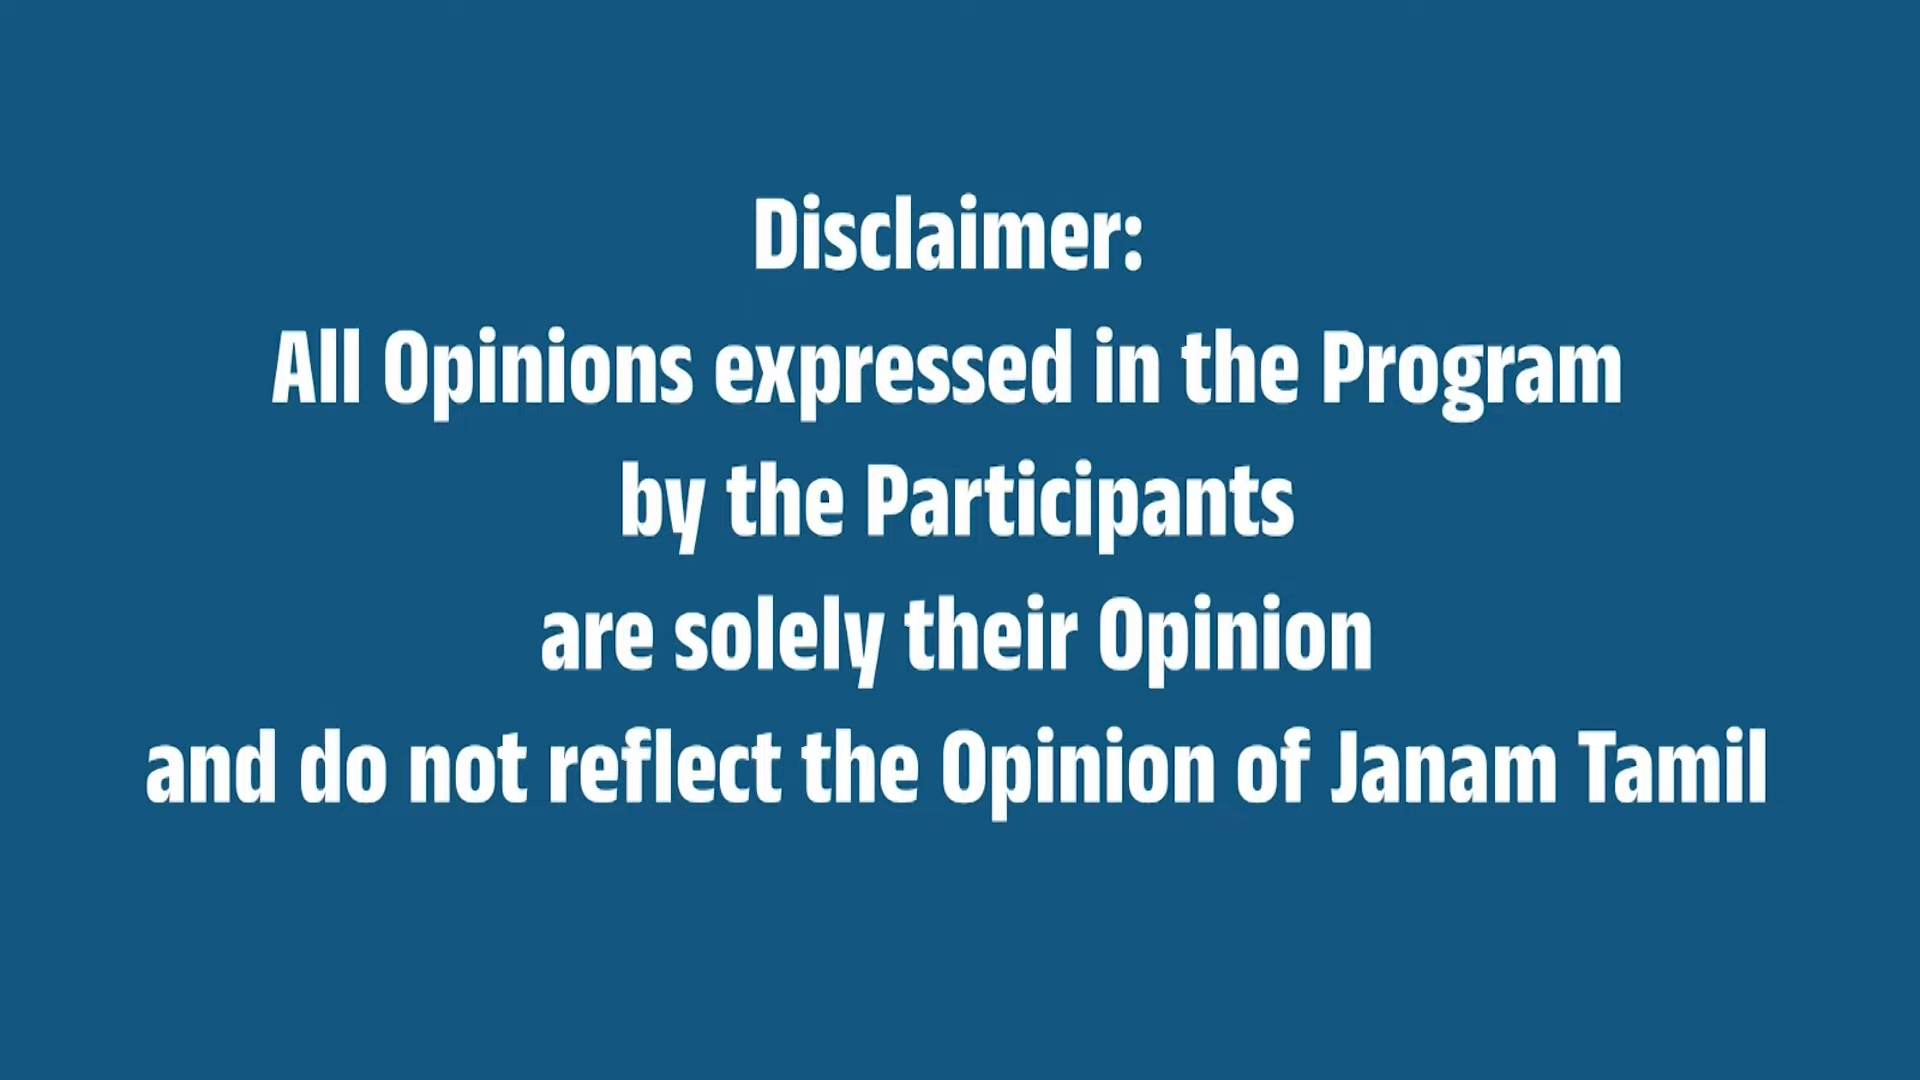 Disclaimer:
All Opinions expressed in the Program
by the Participants
are solely their Opinion
and do not reflect the Opinion of Janam Tamil